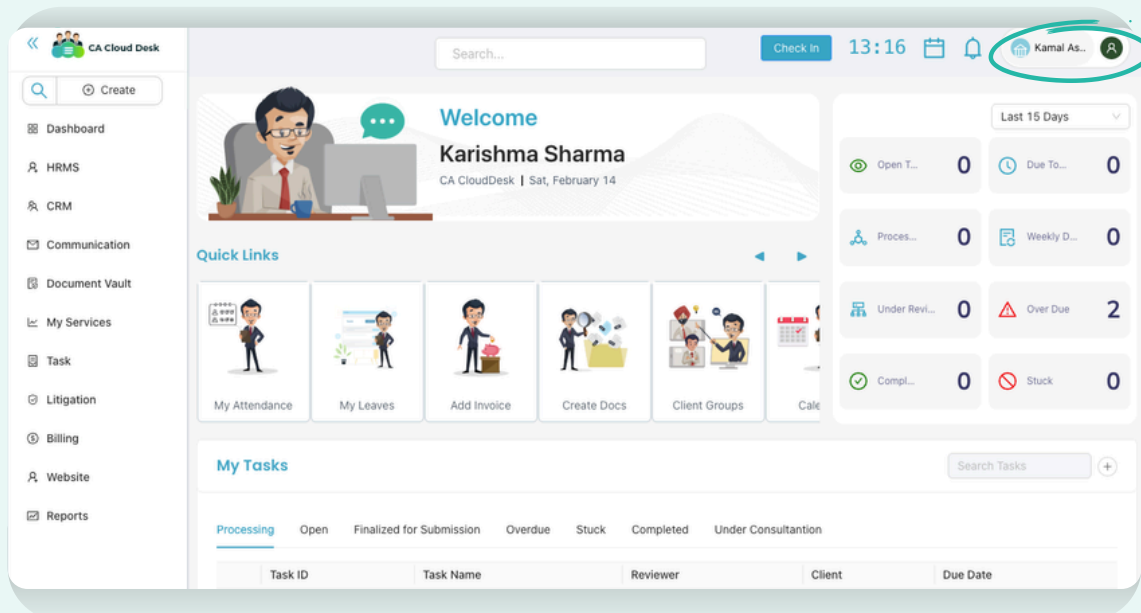 CA Cloud Desk
Search...
Check In
13:16
Kamal As..
Create
Dashboard
HRMS
CRM
Communication
Document Vault
My Services
Task
Litigation
Billing
Website
Reports
Welcome
Karishma Sharma
CA CloudDesk | Sat, February 14
Quick Links
My Attendance
My Leaves
Add Invoice
Create Docs
Client Groups
Cale
Last 15 Days
Open T... 0
Due To... 0
Proces... 0
Weekly D... 0
Under Revi... 0
Over Due 2
Compl... 0
Stuck 0
My Tasks
Search Tasks
Processing Open Finalized for Submission Overdue Stuck Completed Under Consultantion
Task ID Task Name Reviewer Client Due Date